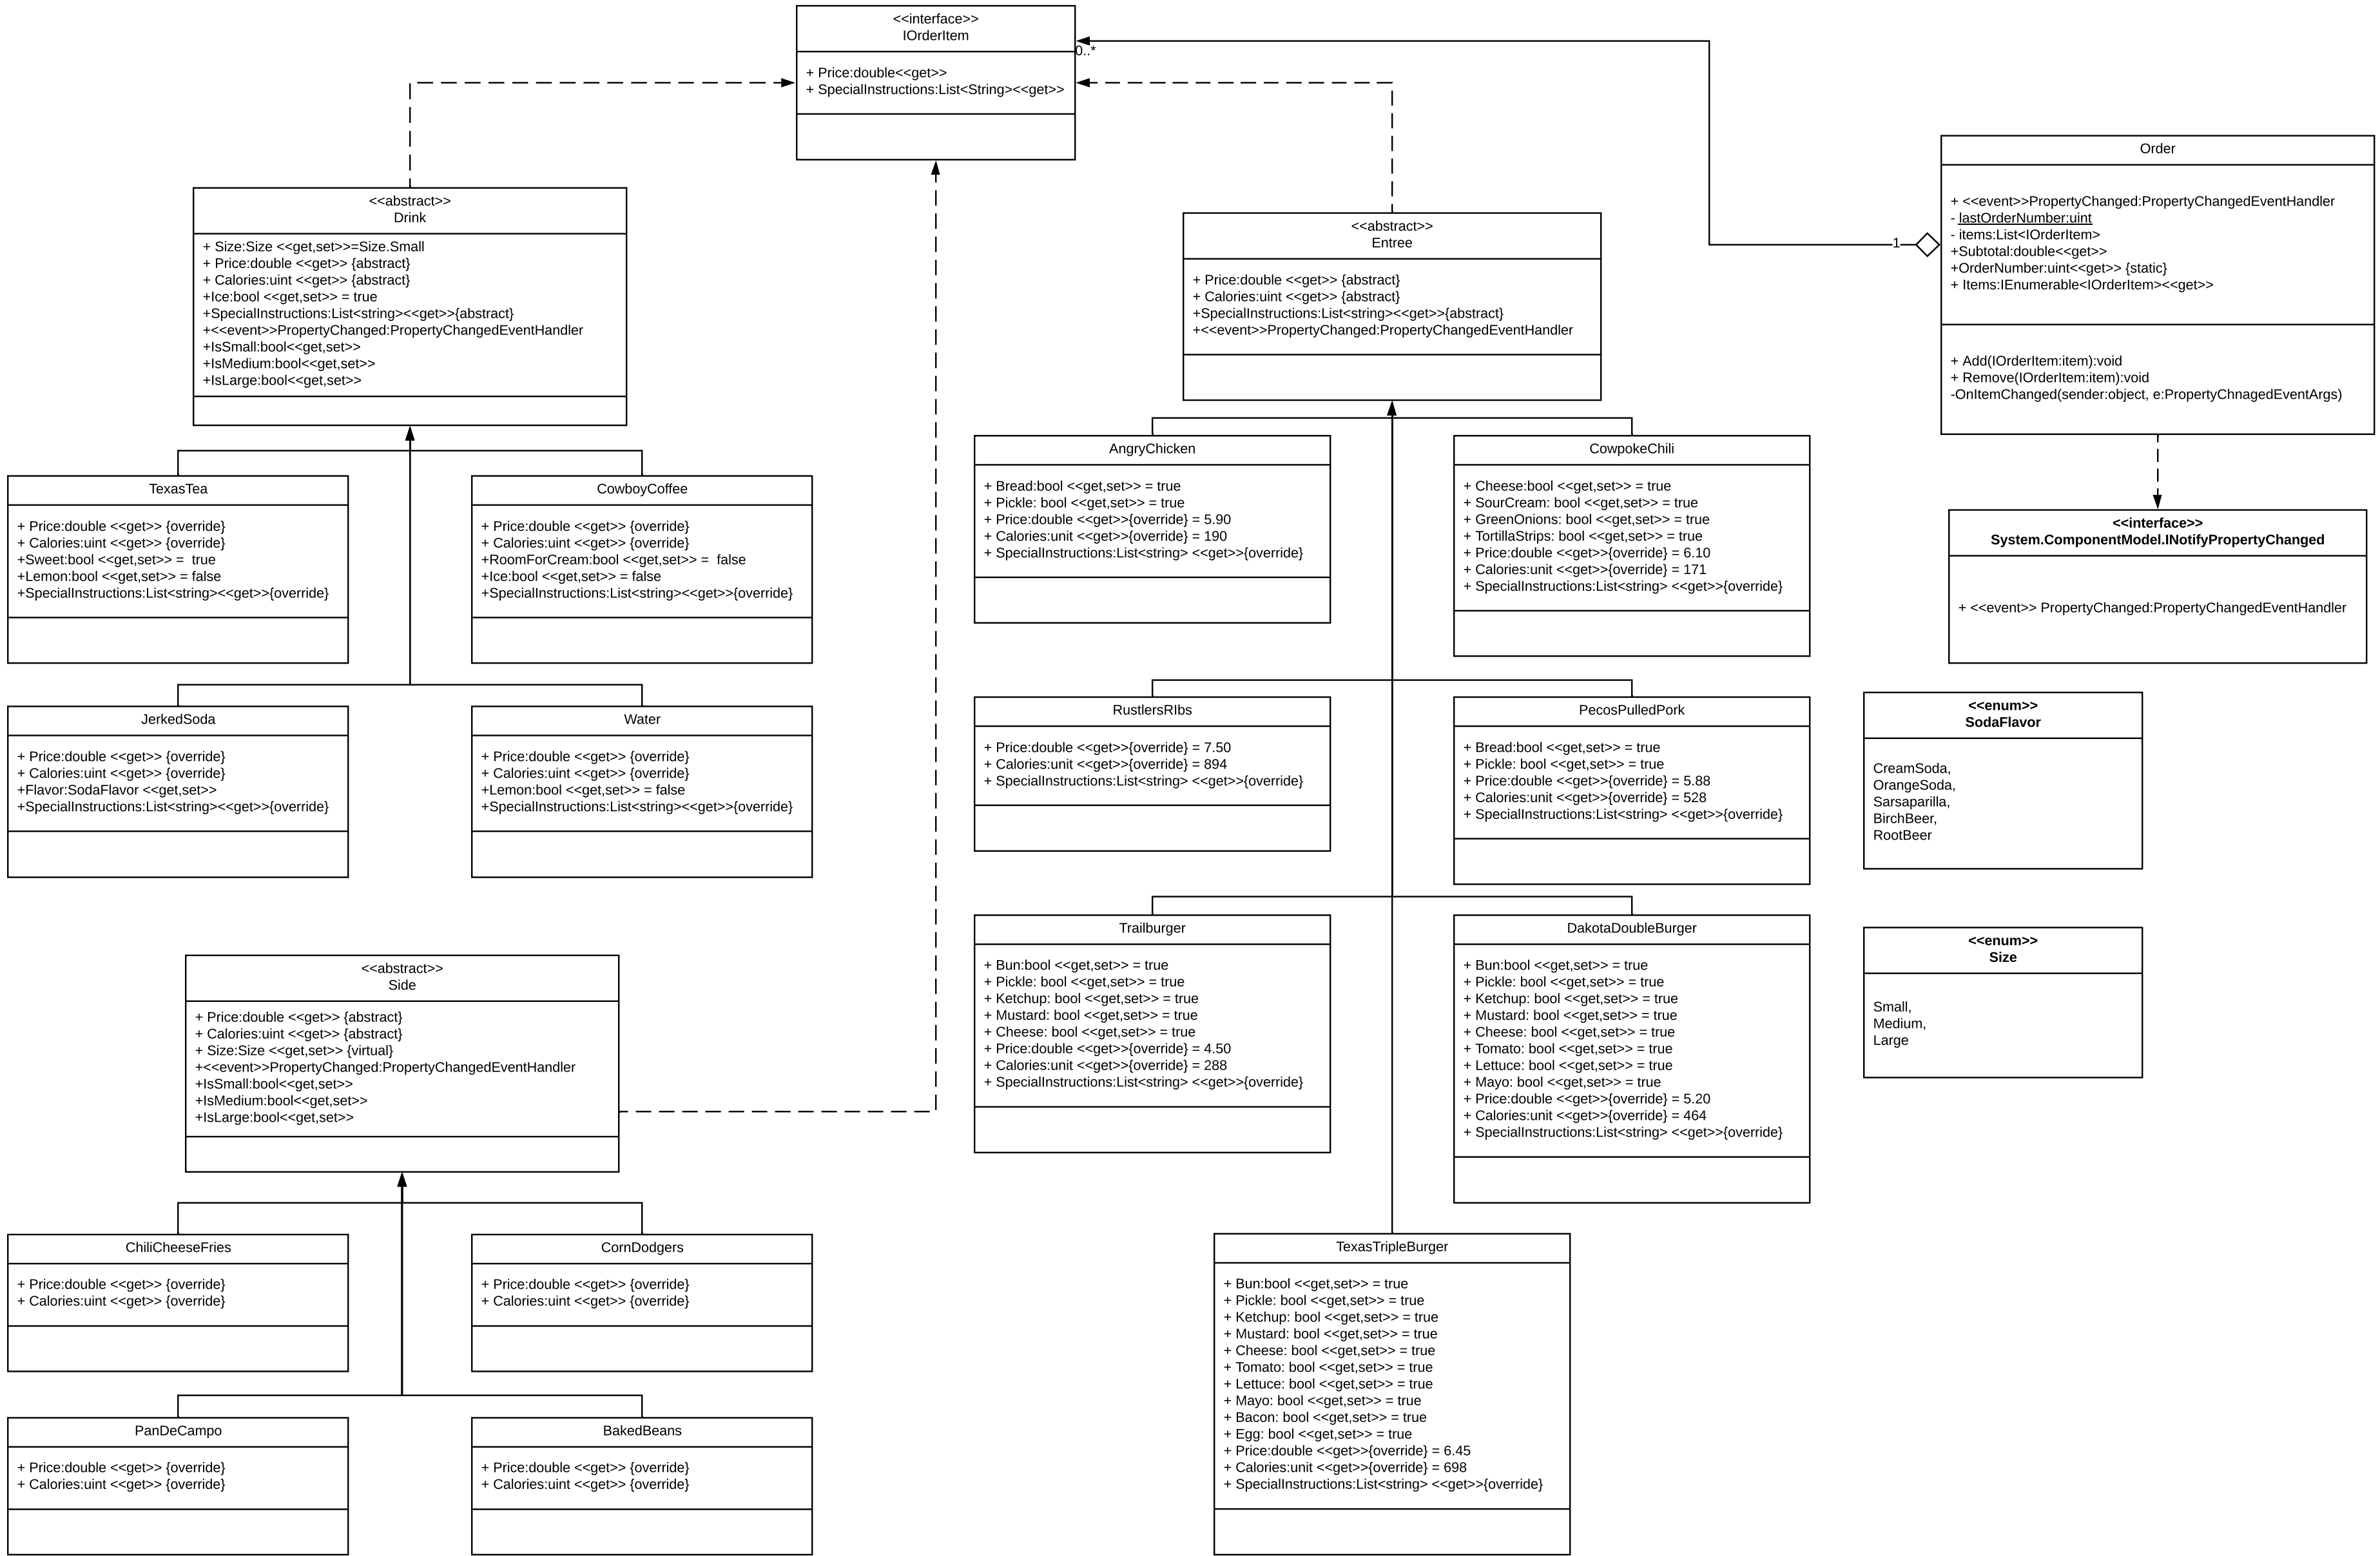 <<interface>>
IOrderItem
+ Price:double<<get>>
+ SpecialInstructions:List<String><<get>>
0..*
1
<<abstract>>
Drink
+ Size:Size <<get,set>>=Size.Small
+ Price:double <<get>> {abstract}
+ Calories:uint <<get>> {abstract}
+Ice:bool <<get,set>> = true
+SpecialInstructions:List<string><<get>>{abstract}
+<<event>>PropertyChanged:PropertyChangedEventHandler
+IsSmall:bool<<get,set>>
+IsMedium:bool<<get,set>>
+IsLarge:bool<<get,set>>
<<abstract>>
Entree
+ Price:double <<get>> {abstract}
+ Calories:uint <<get>> {abstract}
+SpecialInstructions:List<string><<get>>{abstract}
+<<event>>PropertyChanged:PropertyChangedEventHandler
Order
+ <<event>>PropertyChanged:PropertyChangedEventHandler
- lastOrderNumber:uint
- items:List<IOrderItem>
+Subtotal:double<<get>>
+OrderNumber:uint<<get>> {static}
+ Items:IEnumerable<IOrderItem><<get>>
+ Add(IOrderItem:item):void
+ Remove(IOrderItem:item):void
-OnItemChanged(sender:object, e:PropertyChnagedEventArgs)
TexasTea
+ Price:double <<get>> {override}
+ Calories:uint <<get>> {override}
+Sweet:bool <<get,set>> =  true
+Lemon:bool <<get,set>> = false
+SpecialInstructions:List<string><<get>>{override}
CowboyCoffee
+ Price:double <<get>> {override}
+ Calories:uint <<get>> {override}
+RoomForCream:bool <<get,set>> =  false
+Ice:bool <<get,set>> = false
+SpecialInstructions:List<string><<get>>{override}
AngryChicken
+ Bread:bool <<get,set>> = true
+ Pickle: bool <<get,set>> = true
+ Price:double <<get>>{override} = 5.90
+ Calories:unit <<get>>{override} = 190
+ SpecialInstructions:List<string> <<get>>{override}
CowpokeChili
+ Cheese:bool <<get,set>> = true
+ SourCream: bool <<get,set>> = true
+ GreenOnions: bool <<get,set>> = true
+ TortillaStrips: bool <<get,set>> = true
+ Price:double <<get>>{override} = 6.10
+ Calories:unit <<get>>{override} = 171
+ SpecialInstructions:List<string> <<get>>{override}
<<interface>>
System.ComponentModel.INotifyPropertyChanged
+ <<event>> PropertyChanged:PropertyChangedEventHandler
JerkedSoda
+ Price:double <<get>> {override}
+ Calories:uint <<get>> {override}
+Flavor:SodaFlavor <<get,set>>
+SpecialInstructions:List<string><<get>>{override}
Water
+ Price:double <<get>> {override}
+ Calories:uint <<get>> {override}
+Lemon:bool <<get,set>> = false
+SpecialInstructions:List<string><<get>>{override}
RustlersRIbs
+ Price:double <<get>>{override} = 7.50
+ Calories:unit <<get>>{override} = 894
+ SpecialInstructions:List<string> <<get>>{override}
PecosPulledPork
+ Bread:bool <<get,set>> = true
+ Pickle: bool <<get,set>> = true
+ Price:double <<get>>{override} = 5.88
+ Calories:unit <<get>>{override} = 528
+ SpecialInstructions:List<string> <<get>>{override}
<<enum>>
SodaFlavor
CreamSoda,
OrangeSoda,
Sarsaparilla,
BirchBeer,
RootBeer
<<abstract>>
Side
+ Price:double <<get>> {abstract}
+ Calories:uint <<get>> {abstract}
+ Size:Size <<get,set>> {virtual}
+<<event>>PropertyChanged:PropertyChangedEventHandler
+IsSmall:bool<<get,set>>
+IsMedium:bool<<get,set>>
+IsLarge:bool<<get,set>>
Trailburger
+ Bun:bool <<get,set>> = true
+ Pickle: bool <<get,set>> = true
+ Ketchup: bool <<get,set>> = true
+ Mustard: bool <<get,set>> = true
+ Cheese: bool <<get,set>> = true
+ Price:double <<get>>{override} = 4.50
+ Calories:unit <<get>>{override} = 288
+ SpecialInstructions:List<string> <<get>>{override}
DakotaDoubleBurger
+ Bun:bool <<get,set>> = true
+ Pickle: bool <<get,set>> = true
+ Ketchup: bool <<get,set>> = true
+ Mustard: bool <<get,set>> = true
+ Cheese: bool <<get,set>> = true
+ Tomato: bool <<get,set>> = true
+ Lettuce: bool <<get,set>> = true
+ Mayo: bool <<get,set>> = true
+ Price:double <<get>>{override} = 5.20
+ Calories:unit <<get>>{override} = 464
+ SpecialInstructions:List<string> <<get>>{override}
<<enum>>
Size
Small,
Medium,
Large
ChiliCheeseFries
+ Price:double <<get>> {override}
+ Calories:uint <<get>> {override}
CornDodgers
+ Price:double <<get>> {override}
+ Calories:uint <<get>> {override}
TexasTripleBurger
+ Bun:bool <<get,set>> = true
+ Pickle: bool <<get,set>> = true
+ Ketchup: bool <<get,set>> = true
+ Mustard: bool <<get,set>> = true
+ Cheese: bool <<get,set>> = true
+ Tomato: bool <<get,set>> = true
+ Lettuce: bool <<get,set>> = true
+ Mayo: bool <<get,set>> = true
+ Bacon: bool <<get,set>> = true
+ Egg: bool <<get,set>> = true
+ Price:double <<get>>{override} = 6.45
+ Calories:unit <<get>>{override} = 698
+ SpecialInstructions:List<string> <<get>>{override}
PanDeCampo
+ Price:double <<get>> {override}
+ Calories:uint <<get>> {override}
BakedBeans
+ Price:double <<get>> {override}
+ Calories:uint <<get>> {override}